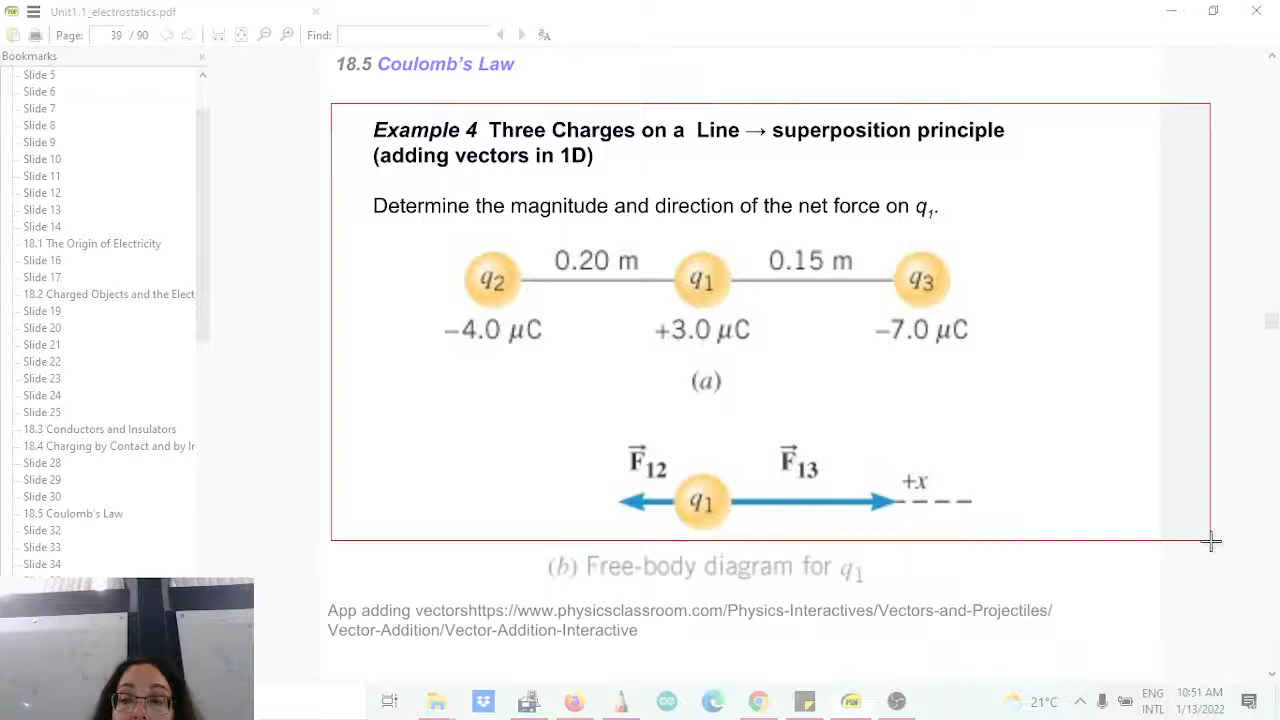 Unit1.1_electrostatics.pdf
Page: 39 / 90 Find:
Bookmarks
Slide 5
Slide 6
Slide 7
Slide 8
Slide 9
Slide 10
Slide 11
Slide 12
Slide 13
Slide 14
18.1 The Origin of Electricity
Slide 16
Slide 17
18.2 Charged Objects and the Elect
Slide 19
Slide 20
Slide 21
Slide 22
Slide 23
Slide 24
Slide 25
18.3 Conductors and Insulators
18.4 Charging by Contact and by In
Slide 28
Slide 29
Slide 30
18.5 Coulomb's Law
Slide 32
Slide 33
Slide 34
18.5 Coulomb's Law
Example 4 Three Charges on a Line → superposition principle
(adding vectors in 1D)
Determine the magnitude and direction of the net force on q₁.
0.20 m 0.15 m
q₂ q₁ q₃
−4.0 μC +3.0 μC −7.0 μC
(a)
F⃗₁₂ F⃗₁₃ +x
q₁
(b) Free-body diagram for q₁
App adding vectorshttps://www.physicsclassroom.com/Physics-Interactives/Vectors-and-Projectiles/
Vector-Addition/Vector-Addition-Interactive
21°C ENG 10:51 AM
INTL 1/13/2022